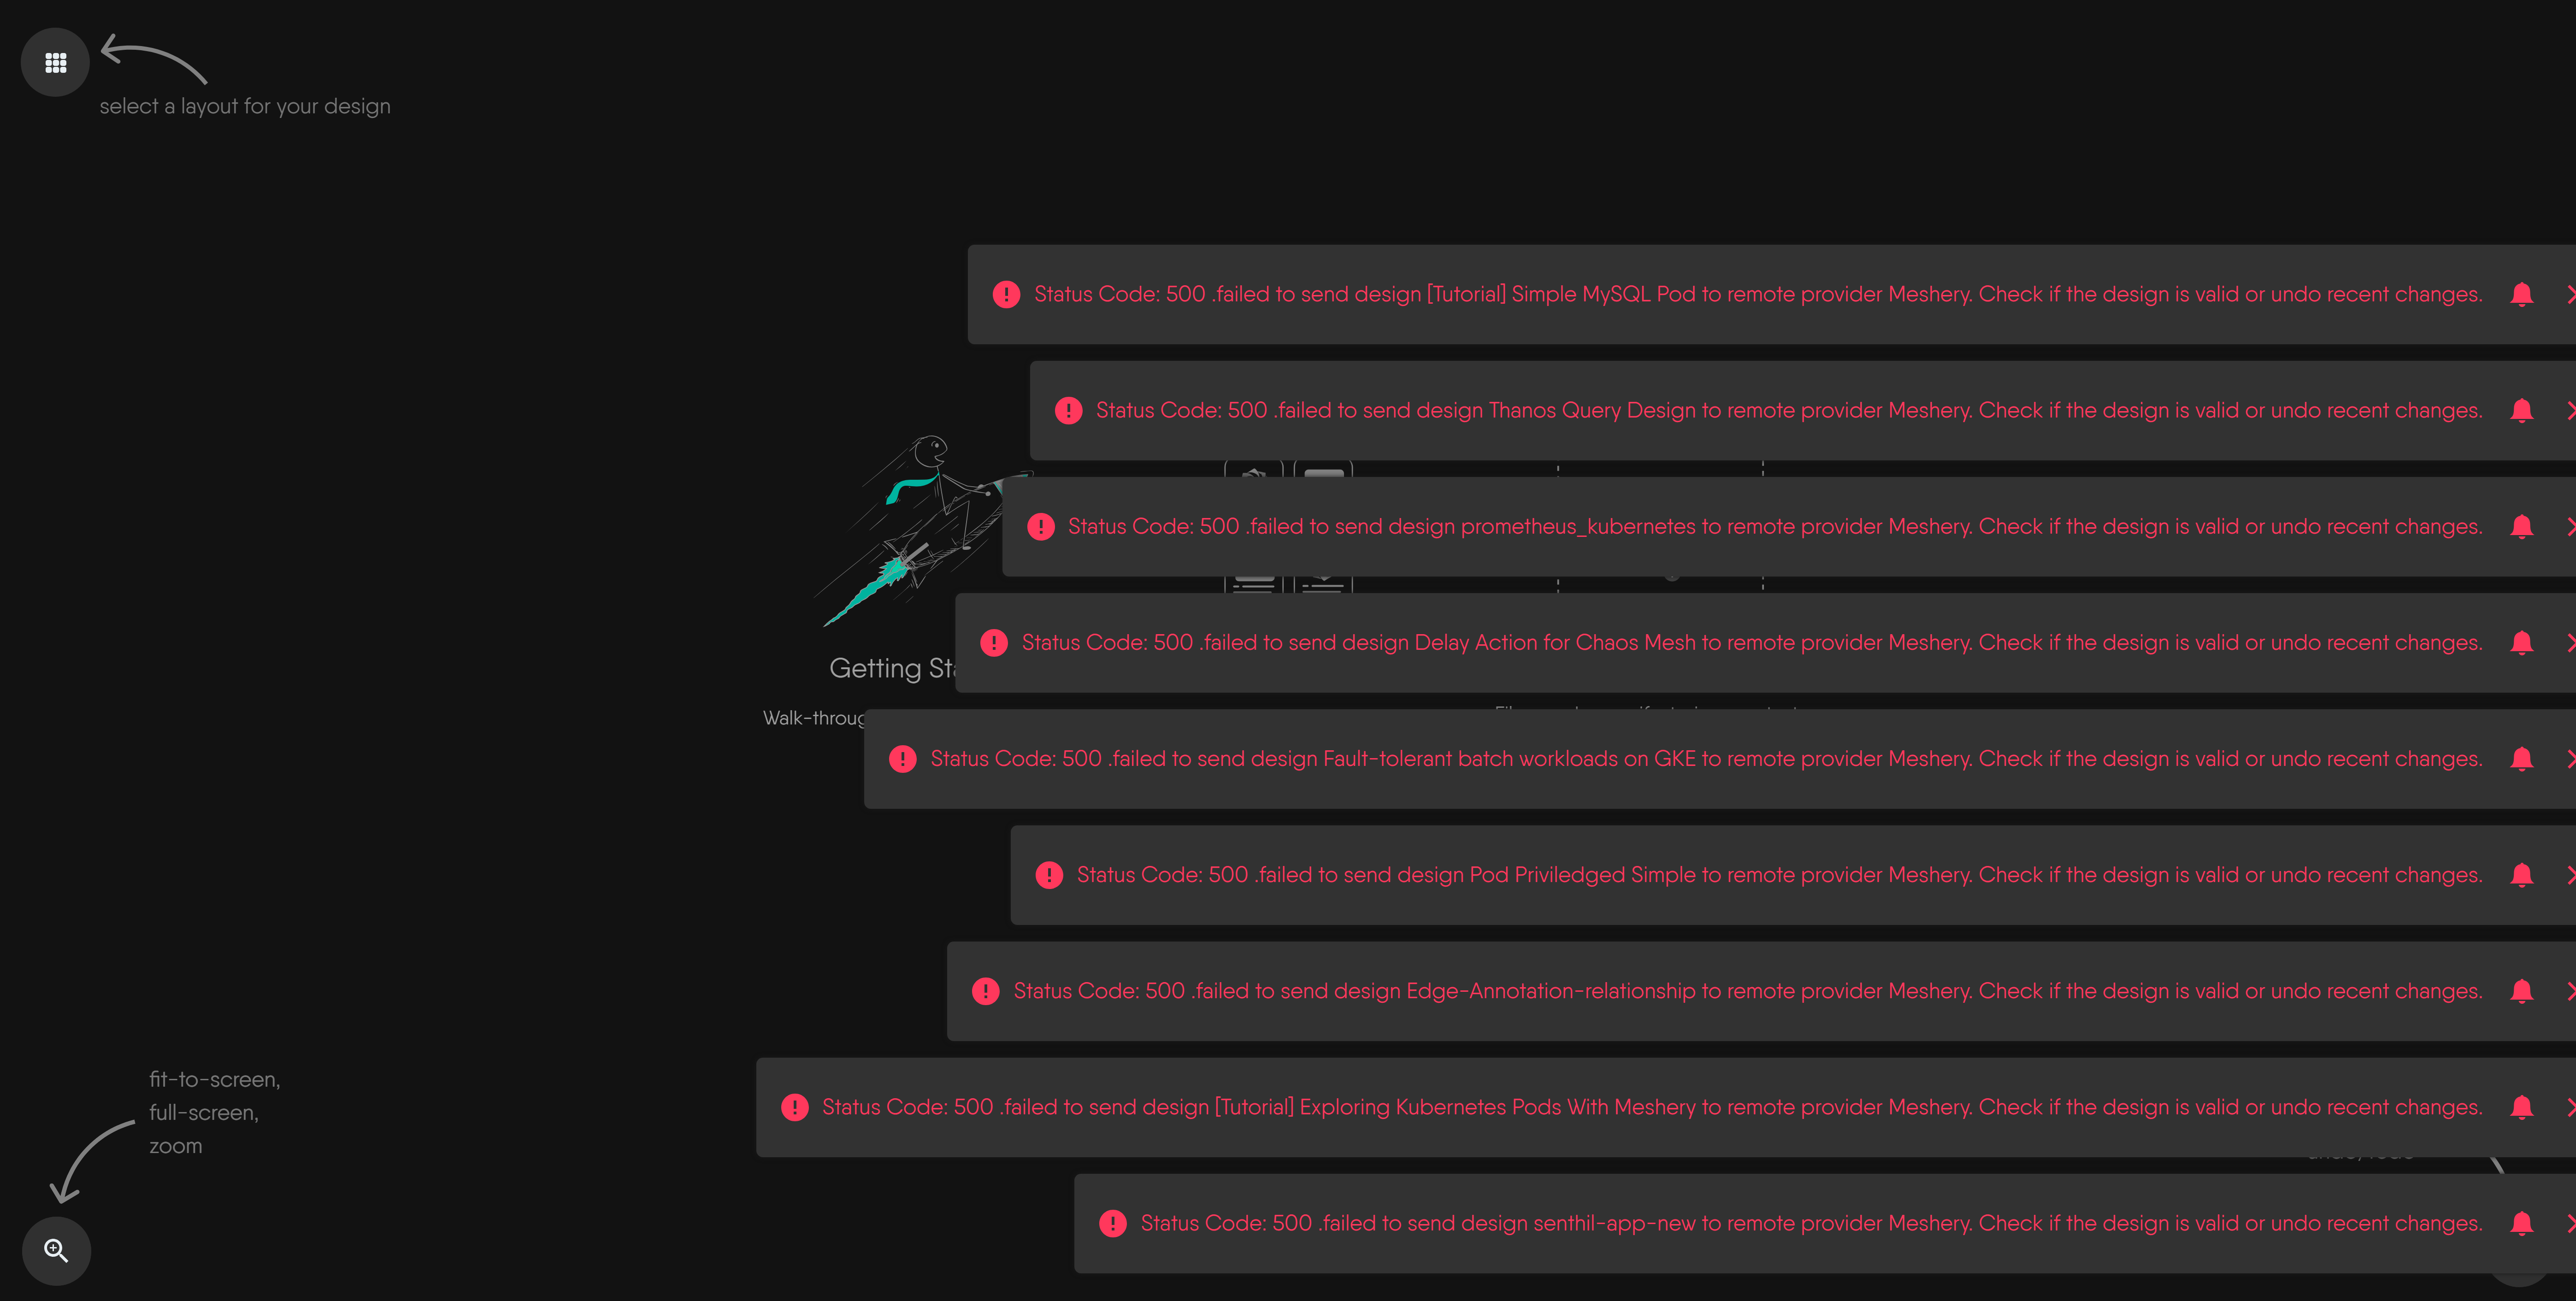 select a layout for your design
Status Code: 500 .failed to send design [Tutorial] Simple MySQL Pod to remote provider Meshery. Check if the design is valid or undo recent changes.
Status Code: 500 .failed to send design Thanos Query Design to remote provider Meshery. Check if the design is valid or undo recent changes.
Status Code: 500 .failed to send design prometheus_kubernetes to remote provider Meshery. Check if the design is valid or undo recent changes.
Status Code: 500 .failed to send design Delay Action for Chaos Mesh to remote provider Meshery. Check if the design is valid or undo recent changes.
Getting
Status Code: 500 .failed to send design Fault-tolerant batch workloads on GKE to remote provider Meshery. Check if the design is valid or undo recent changes.
Status Code: 500 .failed to send design Pod Priviledged Simple to remote provider Meshery. Check if the design is valid or undo recent changes.
Status Code: 500 .failed to send design Edge-Annotation-relationship to remote provider Meshery. Check if the design is valid or undo recent changes.
Status Code: 500 .failed to send design [Tutorial] Exploring Kubernetes Pods With Meshery to remote provider Meshery. Check if the design is valid or undo recent changes.
Status Code: 500 .failed to send design senthil-app-new to remote provider Meshery. Check if the design is valid or undo recent changes.
fit-to-screen,
full-screen,
zoom